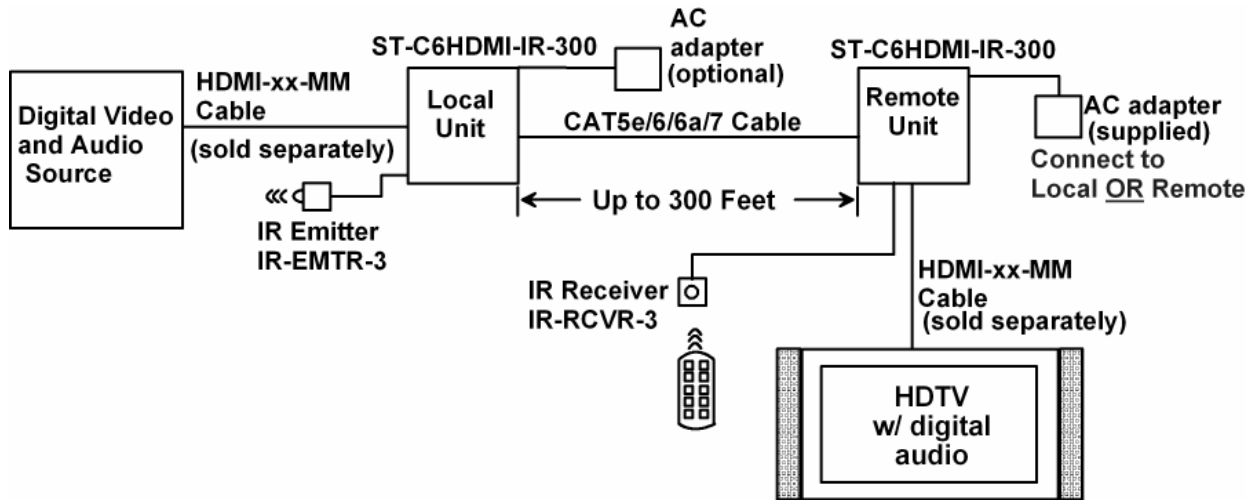 Digital Video
and Audio
Source
HDMI-xx-MM
Cable
(sold separately)
IR Emitter
IR-EMTR-3
ST-C6HDMI-IR-300
Local
Unit
AC
adapter
(optional)
CAT5e/6/6a/7 Cable
Up to 300 Feet
ST-C6HDMI-IR-300
Remote
Unit
AC adapter
(supplied)
Connect to
Local OR Remote
IR Receiver
IR-RCVR-3
HDMI-xx-MM
Cable
(sold separately)
HDTV
w/ digital
audio